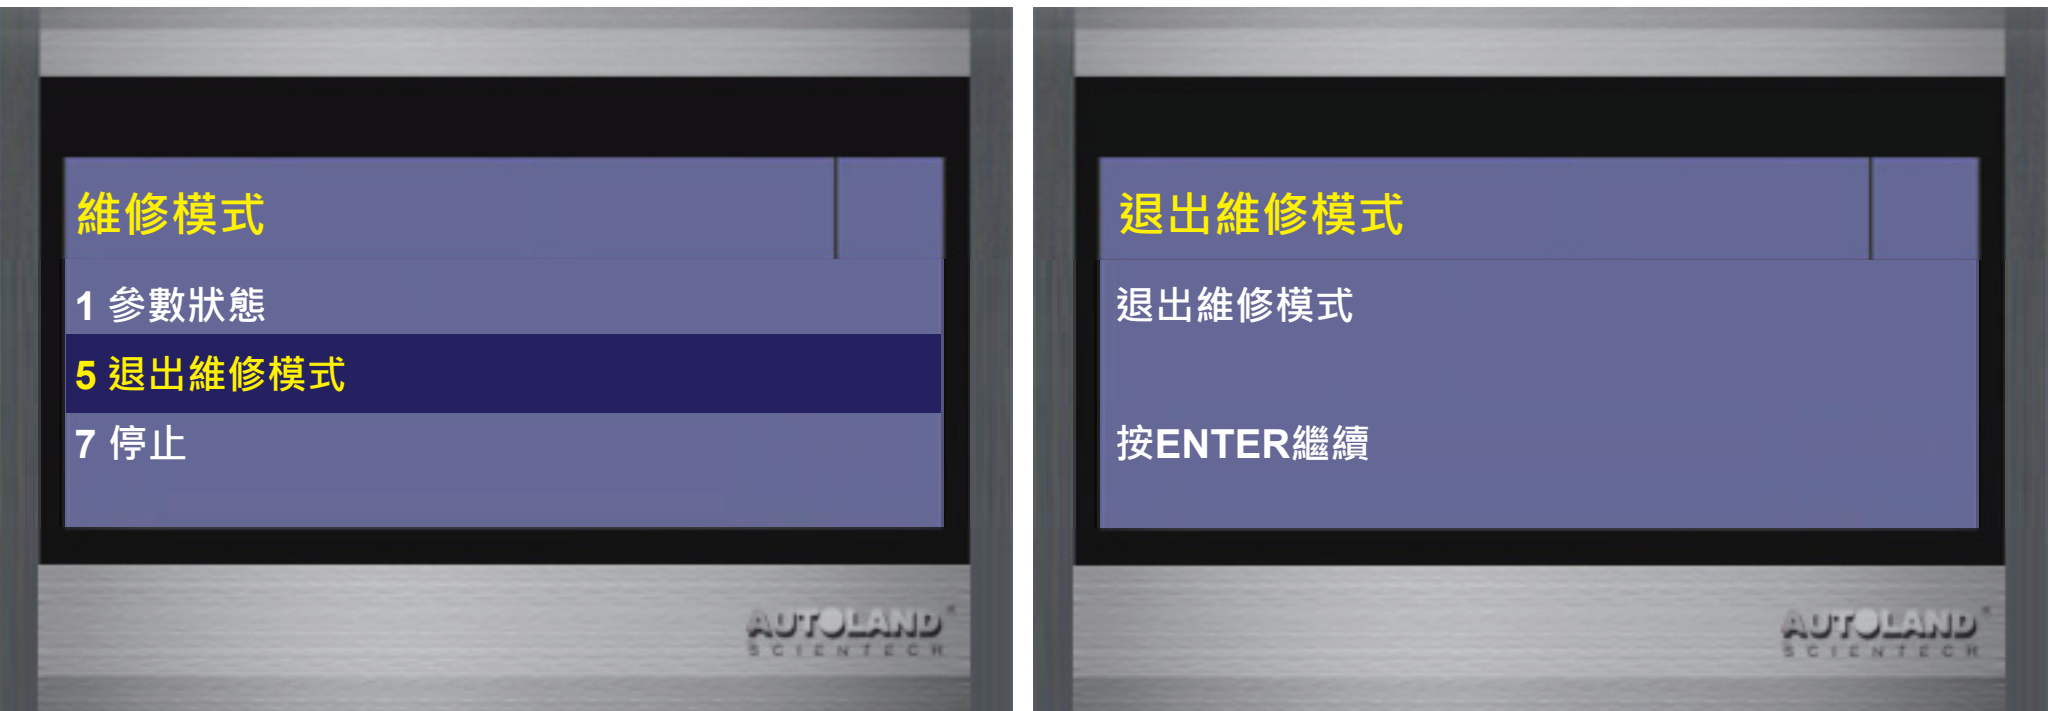 維修模式
1 參數狀態
5 退出維修模式
7 停止
AUTOLAND
SCIENTECH
退出維修模式
退出維修模式
按ENTER繼續
AUTOLAND
SCIENTECH